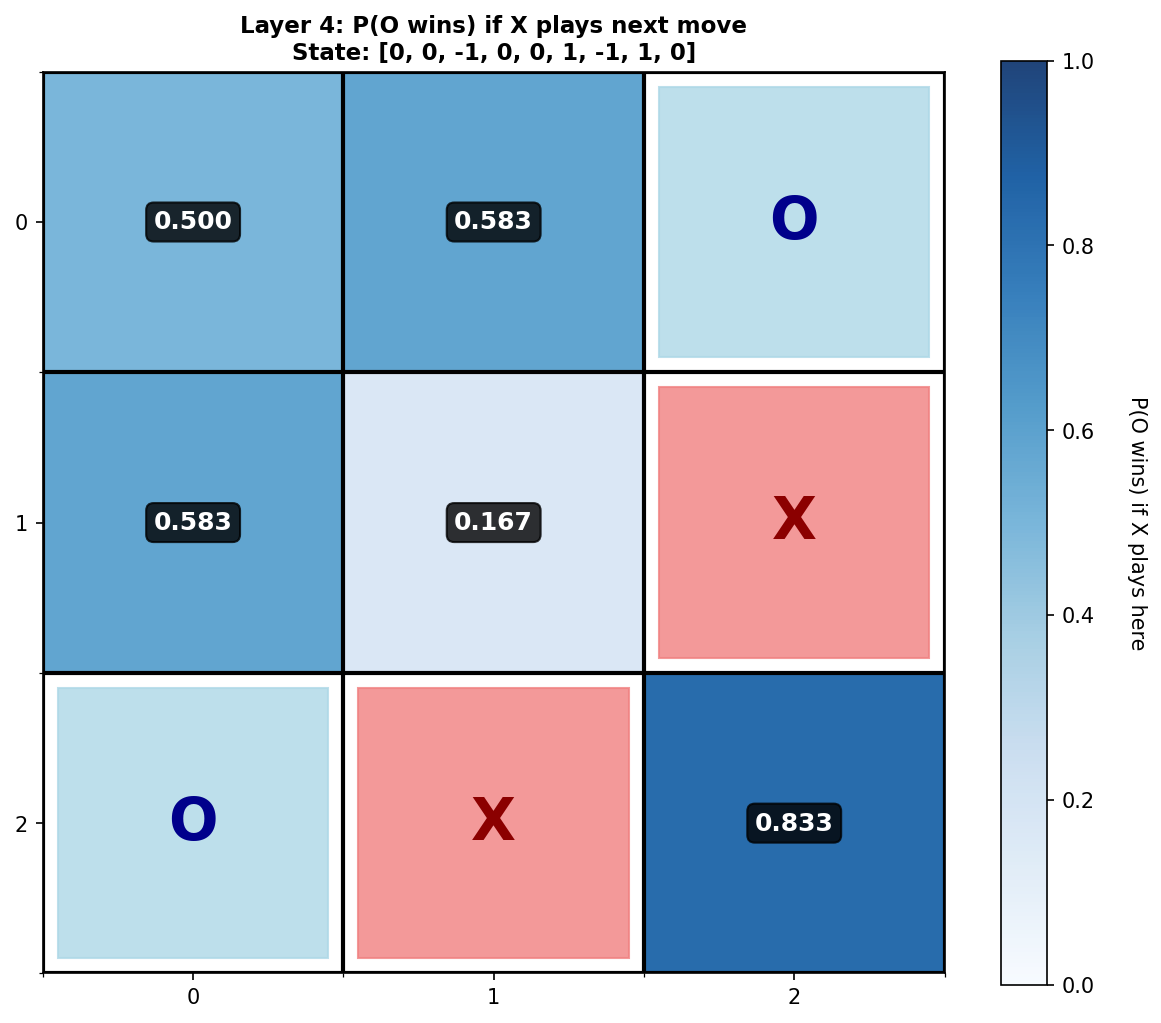 Layer 4: P(O wins) if X plays next move
State: [0, 0, -1, 0, 0, 1, -1, 1, 0]
0
0.500
0.583
O
1
0.583
0.167
X
2
O
X
0.833
0
1
2
1.0
0.8
0.6
0.4
0.2
0.0
P(O wins) if X plays here